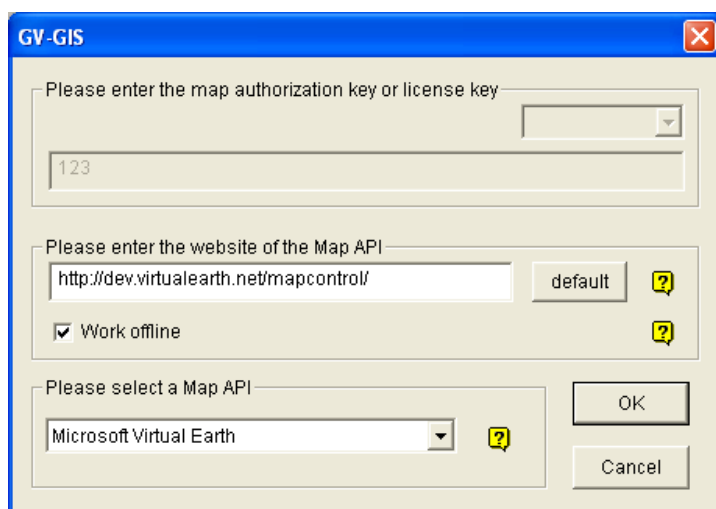 GV-GIS
Please enter the map authorization key or license key
123
Please enter the website of the Map API
http://dev.virtualearth.net/mapcontrol/
default
?
Work offline
?
Please select a Map API
Microsoft Virtual Earth
?
OK
Cancel